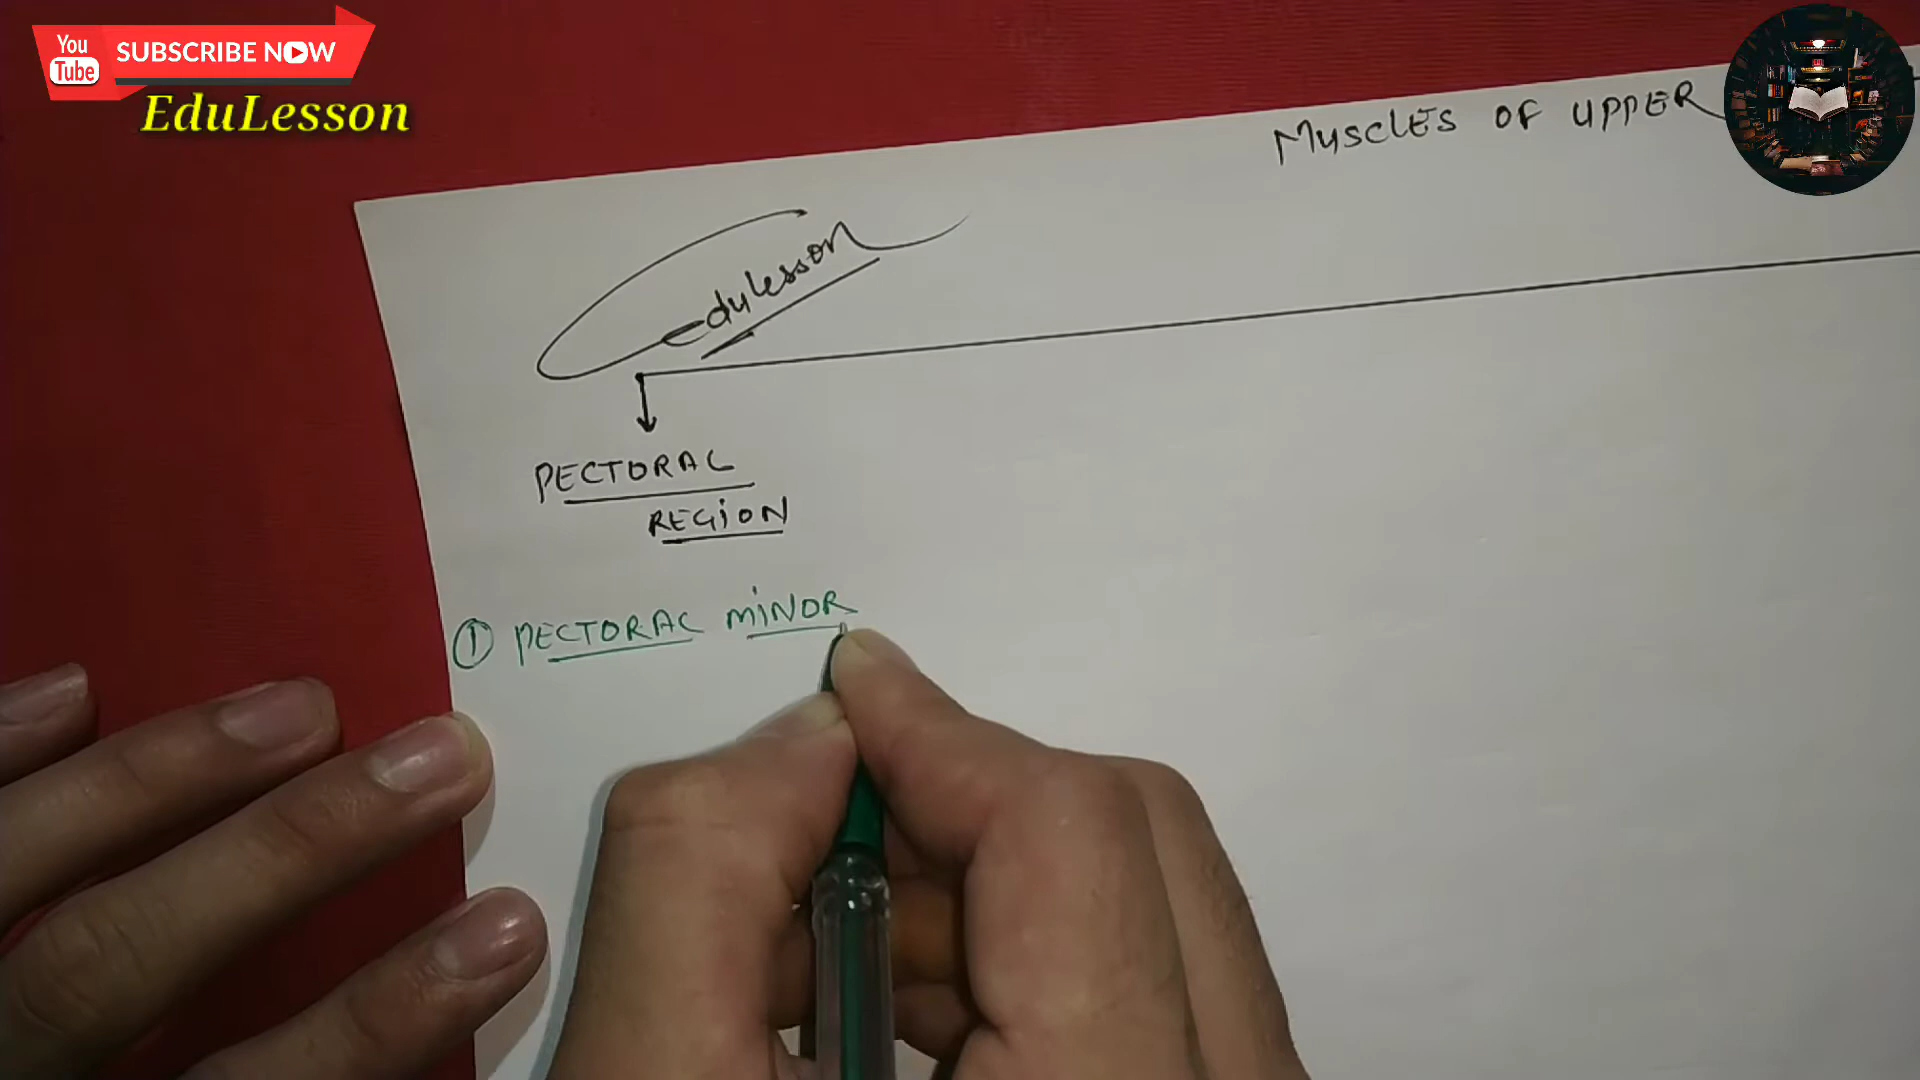 You
Tube
SUBSCRIBE NOW
EduLesson
MuscLES OF UPPER
edulesson
PECTORAL
REGiON
① PECTORAL MiNOR